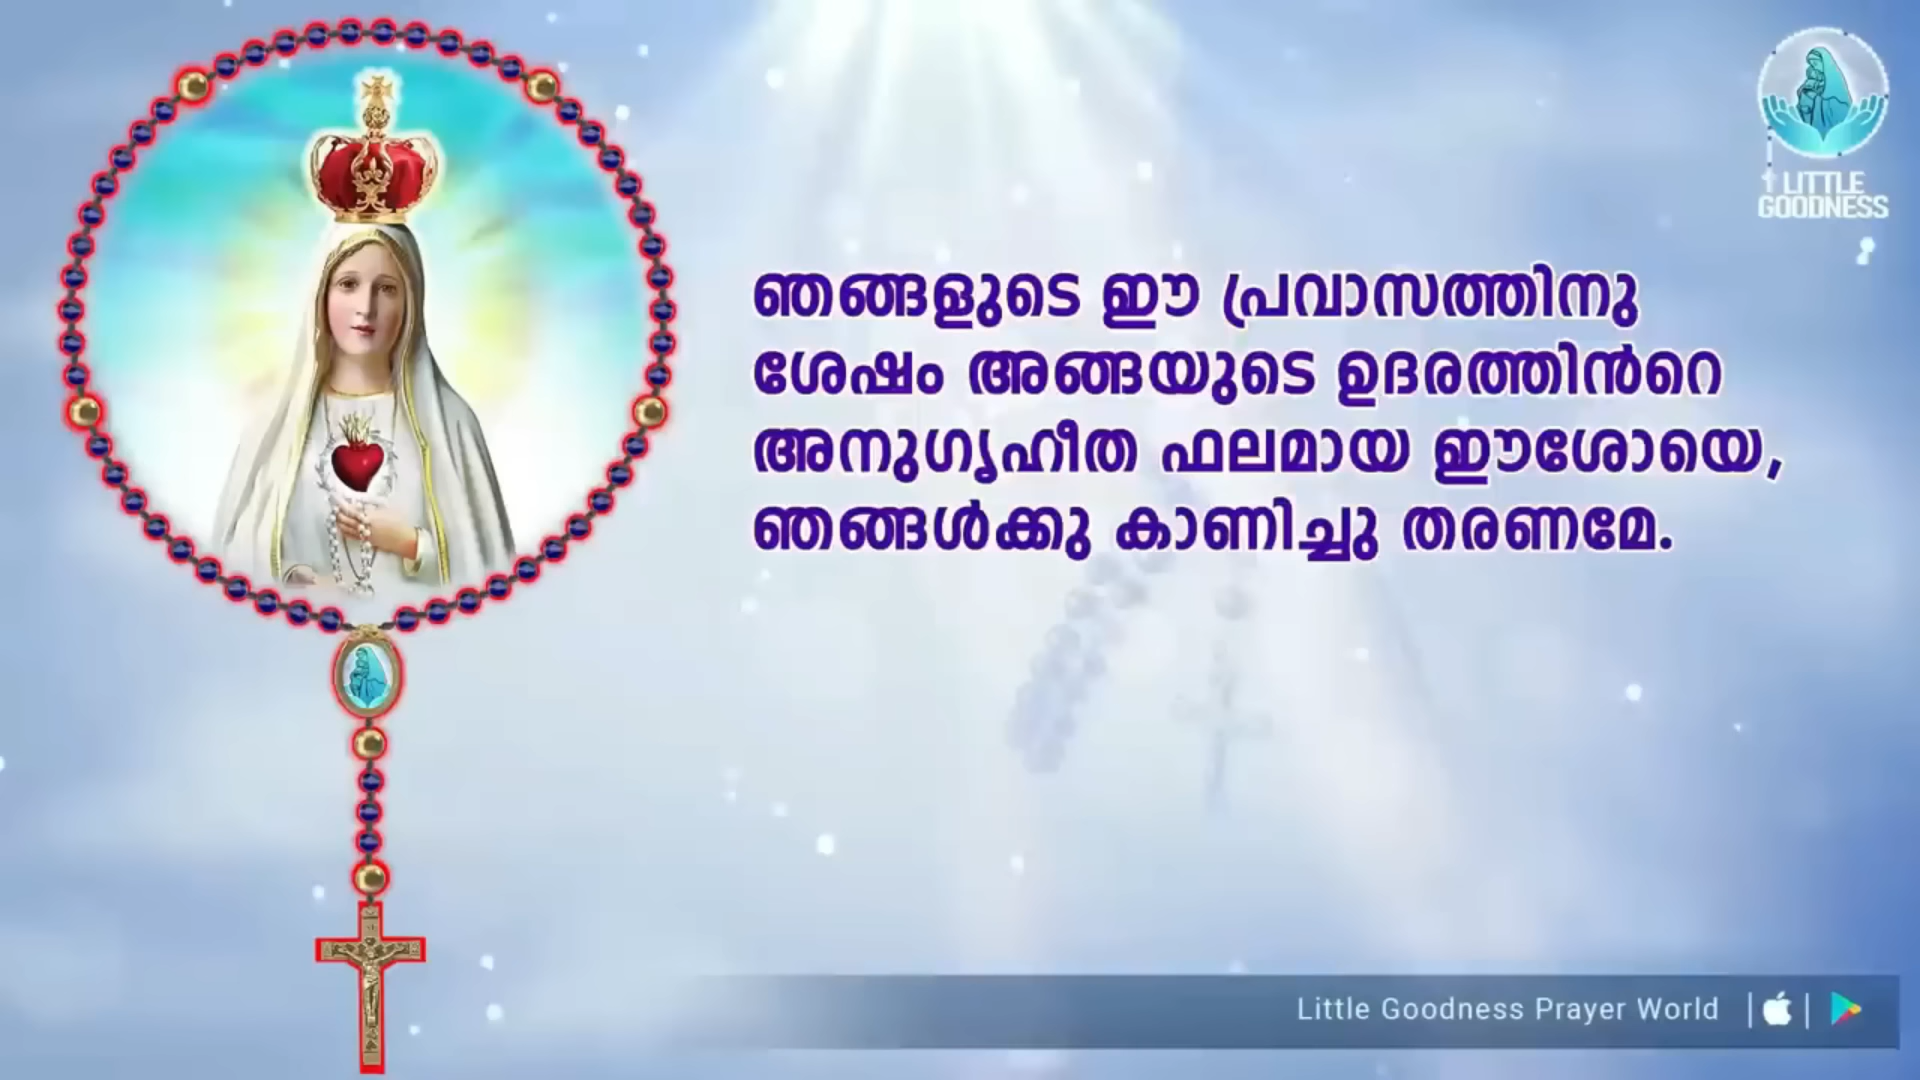 LITTLE
GOODNESS
ഞങ്ങളുടെ ഈ പ്രവാസത്തിനു
ശേഷം അങ്ങയുടെ ഉദരത്തിൻറെ
അനുഗൃഹീത ഫലമായ ഈശോയെ,
ഞങ്ങൾക്കു കാണിച്ചു തരണമേ.
Little Goodness Prayer World